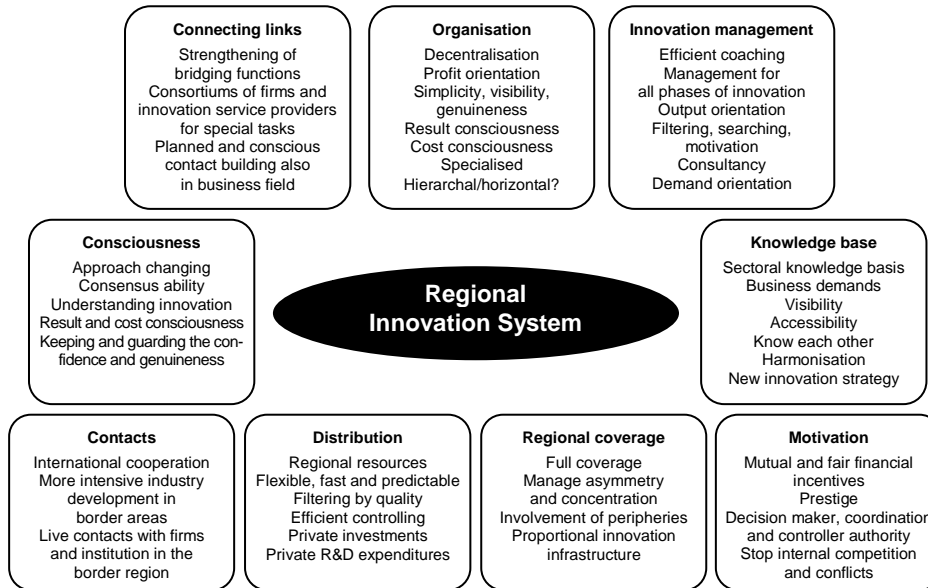 Connecting links
Strengthening of
bridging functions
Consortiums of firms and
innovation service providers
for special tasks
Planned and conscious
contact building also
in business field
Organisation
Decentralisation
Profit orientation
Simplicity, visibility,
genuineness
Result consciousness
Cost consciousness
Specialised
Hierarchal/horizontal?
Innovation management
Efficient coaching
Management for
all phases of innovation
Output orientation
Filtering, searching,
motivation
Consultancy
Demand orientation
Consciousness
Approach changing
Consensus ability
Understanding innovation
Result and cost consciousness
Keeping and guarding the con-
fidence and genuineness
Regional
Innovation System
Knowledge base
Sectoral knowledge basis
Business demands
Visibility
Accessibility
Know each other
Harmonisation
New innovation strategy
Contacts
International cooperation
More intensive industry
development in
border areas
Live contacts with firms
and institution in the
border region
Distribution
Regional resources
Flexible, fast and predictable
Filtering by quality
Efficient controlling
Private investments
Private R&D expenditures
Regional coverage
Full coverage
Manage asymmetry
and concentration
Involvement of peripheries
Proportional innovation
infrastructure
Motivation
Mutual and fair financial
incentives
Prestige
Decision maker, coordination
and controller authority
Stop internal competition
and conflicts